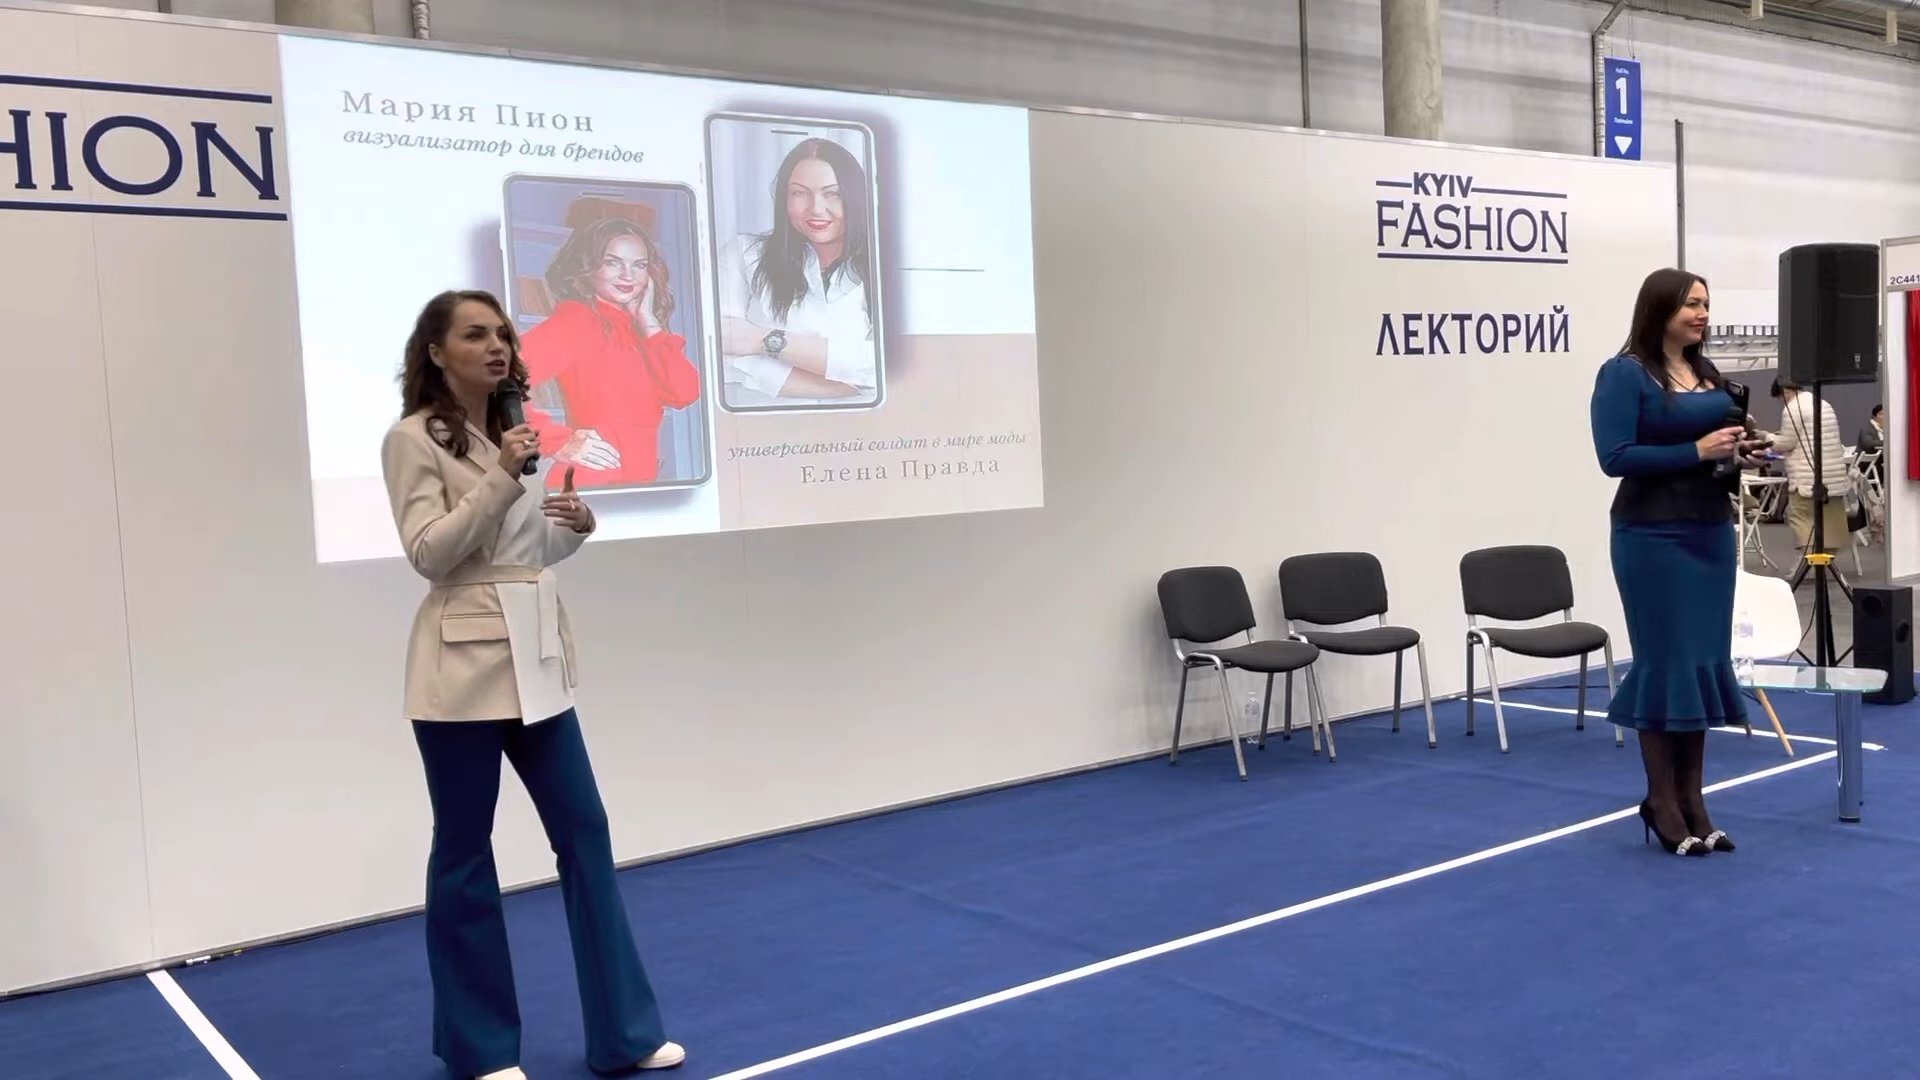 HION
Мария Пион
визуализатор для брендов
универсальный солдат в мире моды
Елена Правда
KYIV
FASHION
ЛЕКТОРИЙ
1
2C441